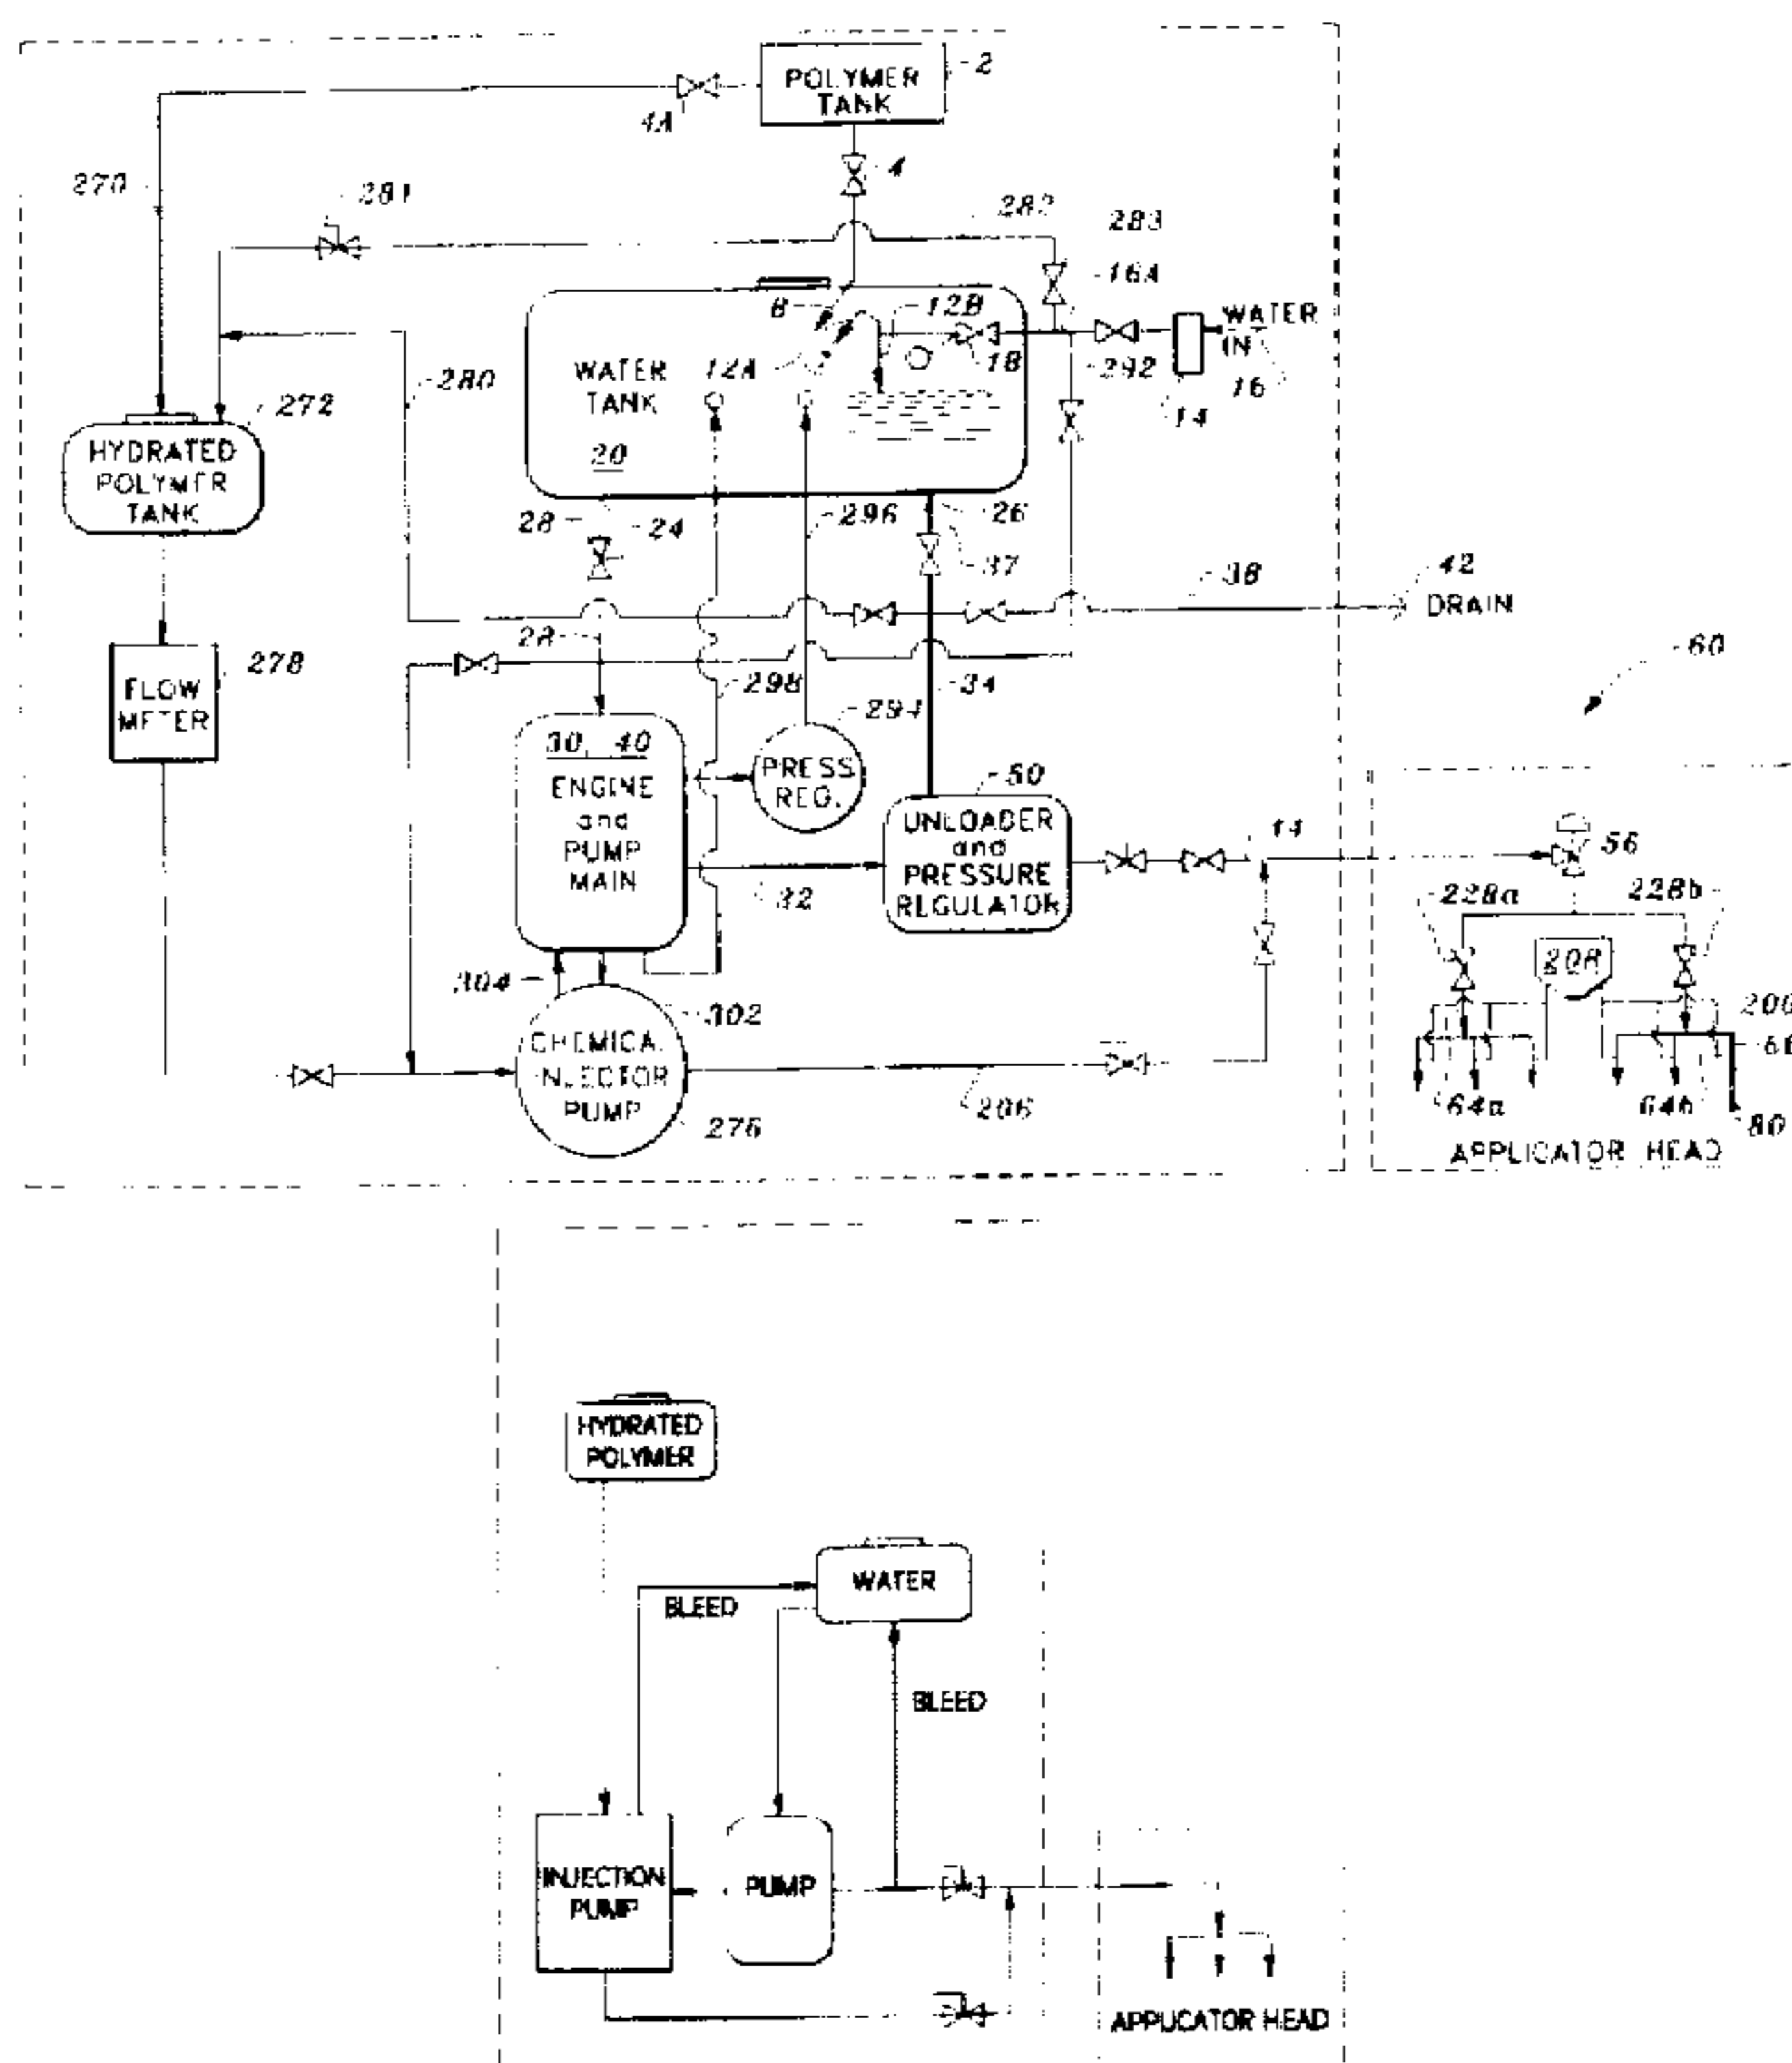 POLYMER
TANK
2
4A
4
270
281
282
283
16A
8
12B
WATER
IN
WATER
TANK
12A
18
292
14
16
280
272
20
HYDRATED
POLYMER
TANK
28
24
296
26
37
38
42
DRAIN
28
278
298
34
60
FLOW
METER
294
30, 40
ENGINE
and
PUMP
MAIN
PRESS
REG.
50
UNLOADER
and
PRESSURE
REGULATOR
14
56
32
228a
228b
208
304
302
CHEMICAL
INJECTOR
PUMP
276
206
200
64a
64b
80
APPLICATOR HEAD
HYDRATED
POLYMER
WATER
BLEED
BLEED
INJECTION
PUMP
PUMP
APPLICATOR HEAD